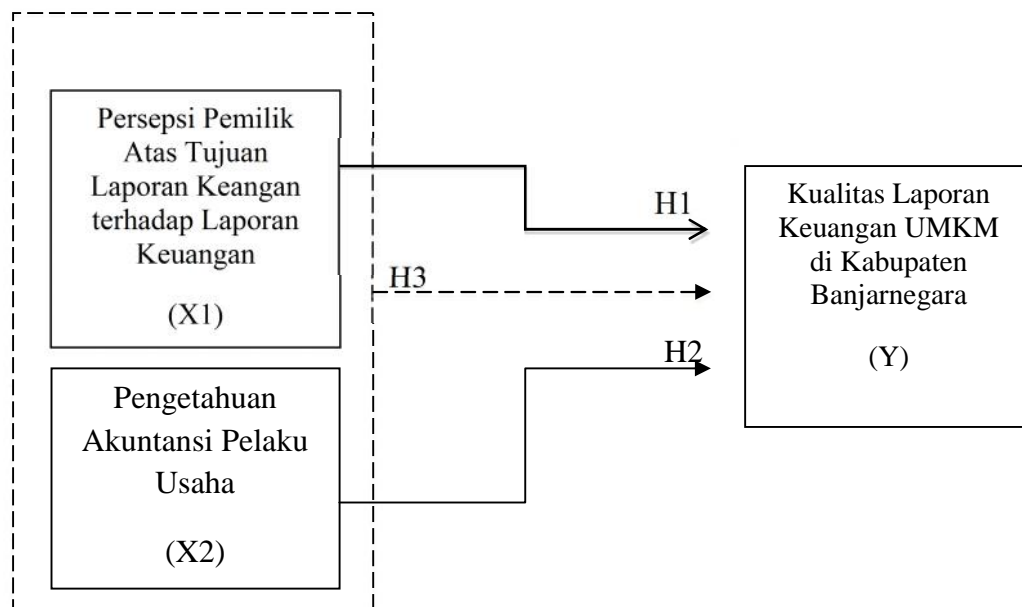 Persepsi Pemilik
Atas Tujuan
Laporan Keangan
terhadap Laporan
Keuangan
(X1)
H1
H3
H2
Kualitas Laporan
Keuangan UMKM
di Kabupaten
Banjarnegara
(Y)
Pengetahuan
Akuntansi Pelaku
Usaha
(X2)